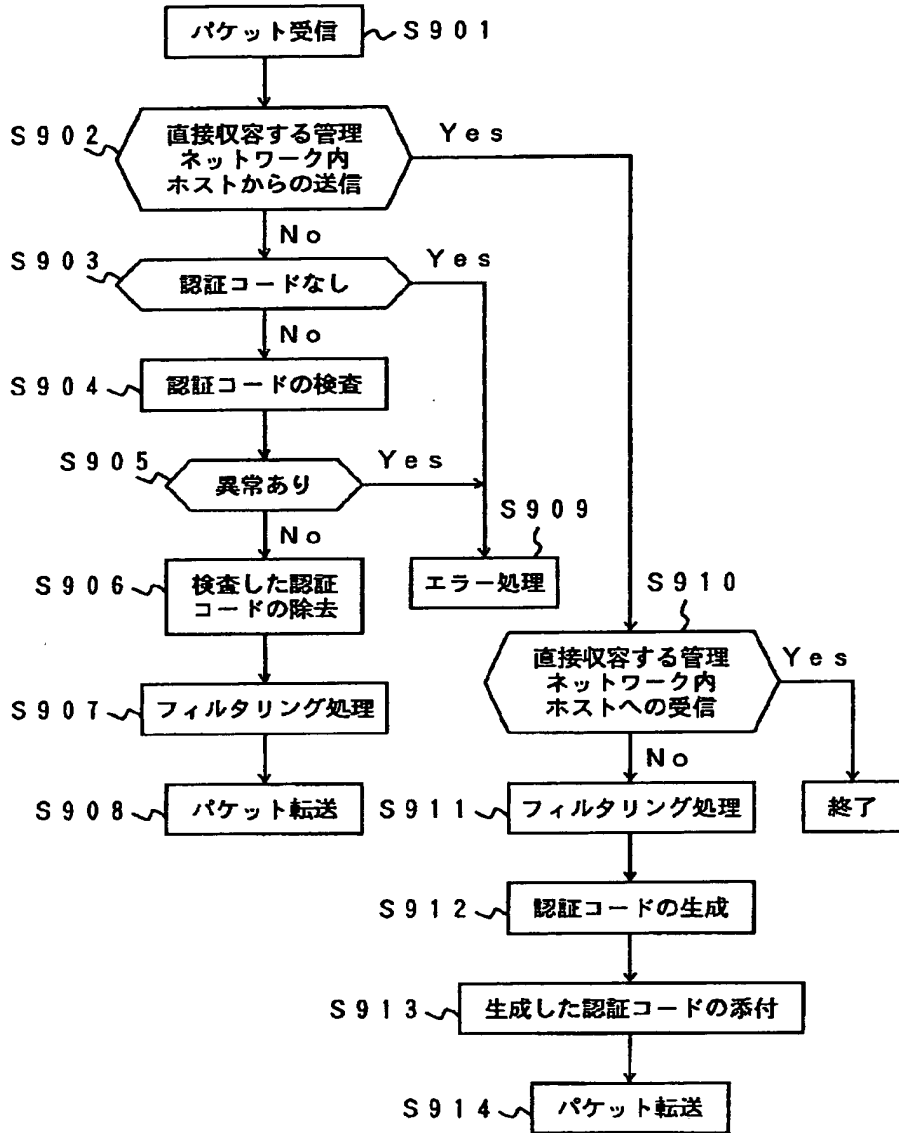 パケット受信
S901
S902
直接収容する管理
ネットワーク内
ホストからの送信
Yes
No
S903
認証コードなし
Yes
No
S904
認証コードの検査
S905
異常あり
Yes
No
S909
エラー処理
S906
検査した認証
コードの除去
S907
フィルタリング処理
S908
パケット転送
S910
直接収容する管理
ネットワーク内
ホストへの受信
Yes
No
終了
S911
フィルタリング処理
S912
認証コードの生成
S913
生成した認証コードの添付
S914
パケット転送